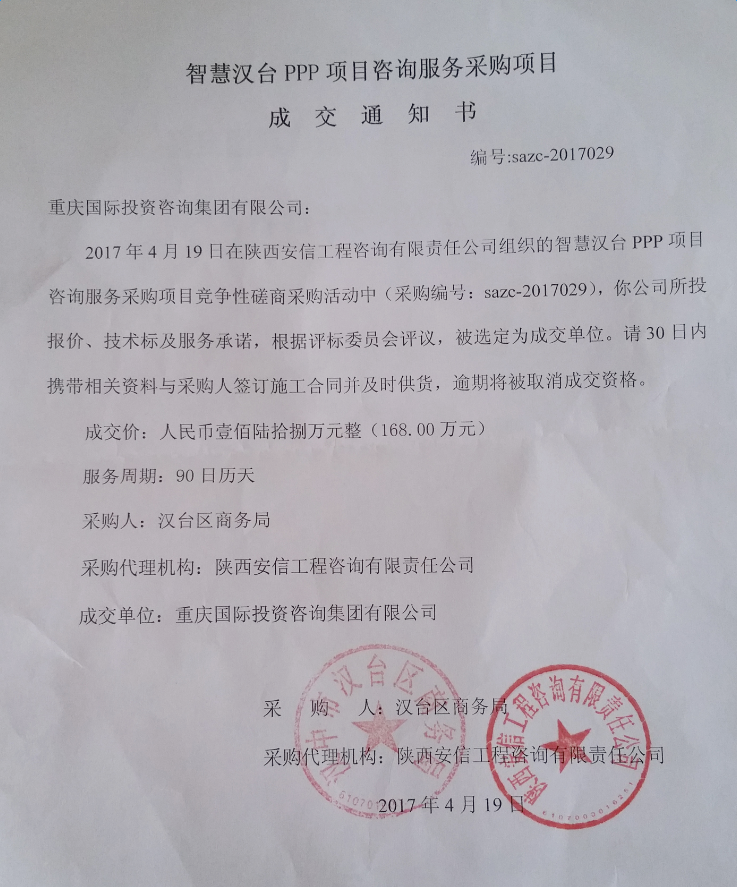 智慧汉台 PPP 项目咨询服务采购项目
成 交 通 知 书
编号:sazc-2017029
重庆国际投资咨询集团有限公司：
2017 年 4 月 19 日在陕西安信工程咨询有限责任公司组织的智慧汉台 PPP 项目
咨询服务采购项目竞争性磋商采购活动中（采购编号：sazc-2017029），你公司所投
报价、技术标及服务承诺，根据评标委员会评议，被选定为成交单位。请 30 日内
携带相关资料与采购人签订施工合同并及时供货，逾期将被取消成交资格。
成交价：人民币壹佰陆拾捌万元整（168.00 万元）
服务周期：90 日历天
采购人：汉台区商务局
采购代理机构：陕西安信工程咨询有限责任公司
成交单位：重庆国际投资咨询集团有限公司
采 购 人：汉台区商务局
采购代理机构：陕西安信工程咨询有限责任公司
2017 年 4 月 19 日
汉中市汉台区商务局
陕西安信工程咨询有限责任公司